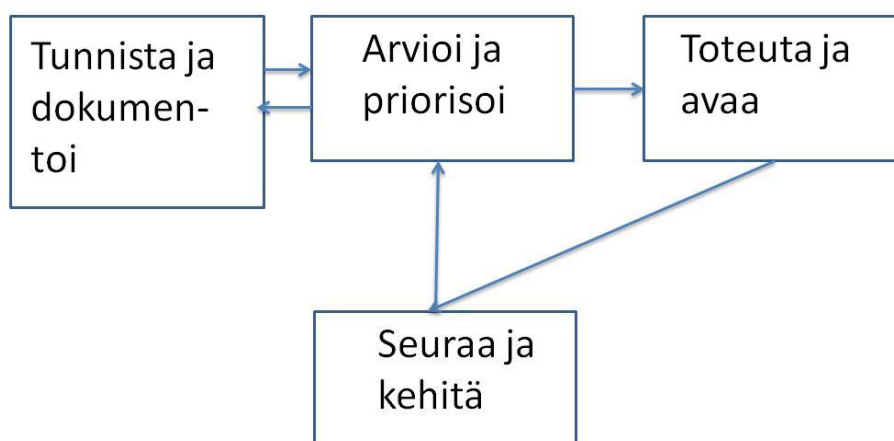 Tunnista ja
dokumen-
toi
Arvioi ja
priorisoi
Toteuta ja
avaa
Seuraa ja
kehitä